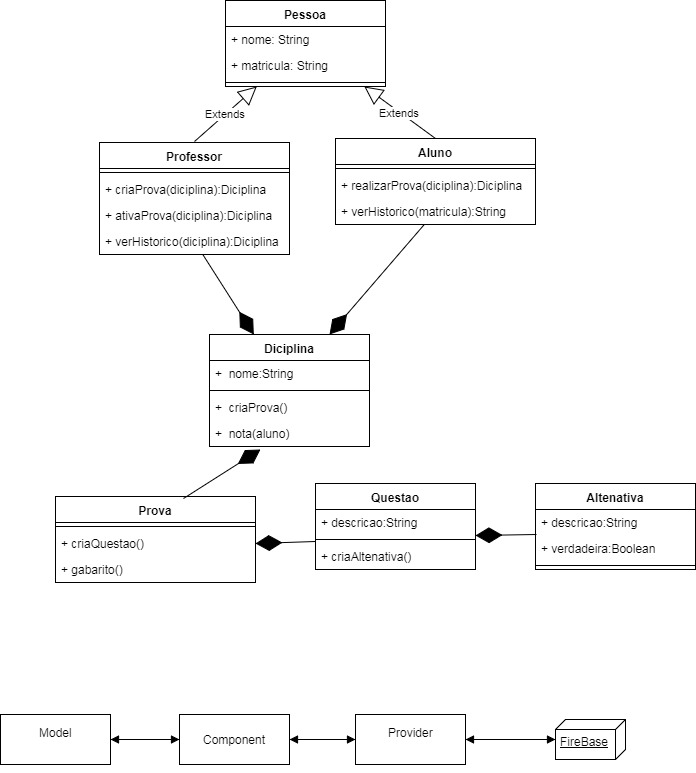 Pessoa
+ nome: String
+ matricula: String
Extends
Extends
Professor
+ criaProva(diciplina):Diciplina
+ ativaProva(diciplina):Diciplina
+ verHistorico(diciplina):Diciplina
Aluno
+ realizarProva(diciplina):Diciplina
+ verHistorico(matricula):String
Diciplina
+ nome:String
+ criaProva()
+ nota(aluno)
Prova
+ criaQuestao()
+ gabarito()
Questao
+ descricao:String
+ criaAltenativa()
Altenativa
+ descricao:String
+ verdadeira:Boolean
Model
Component
Provider
FireBase